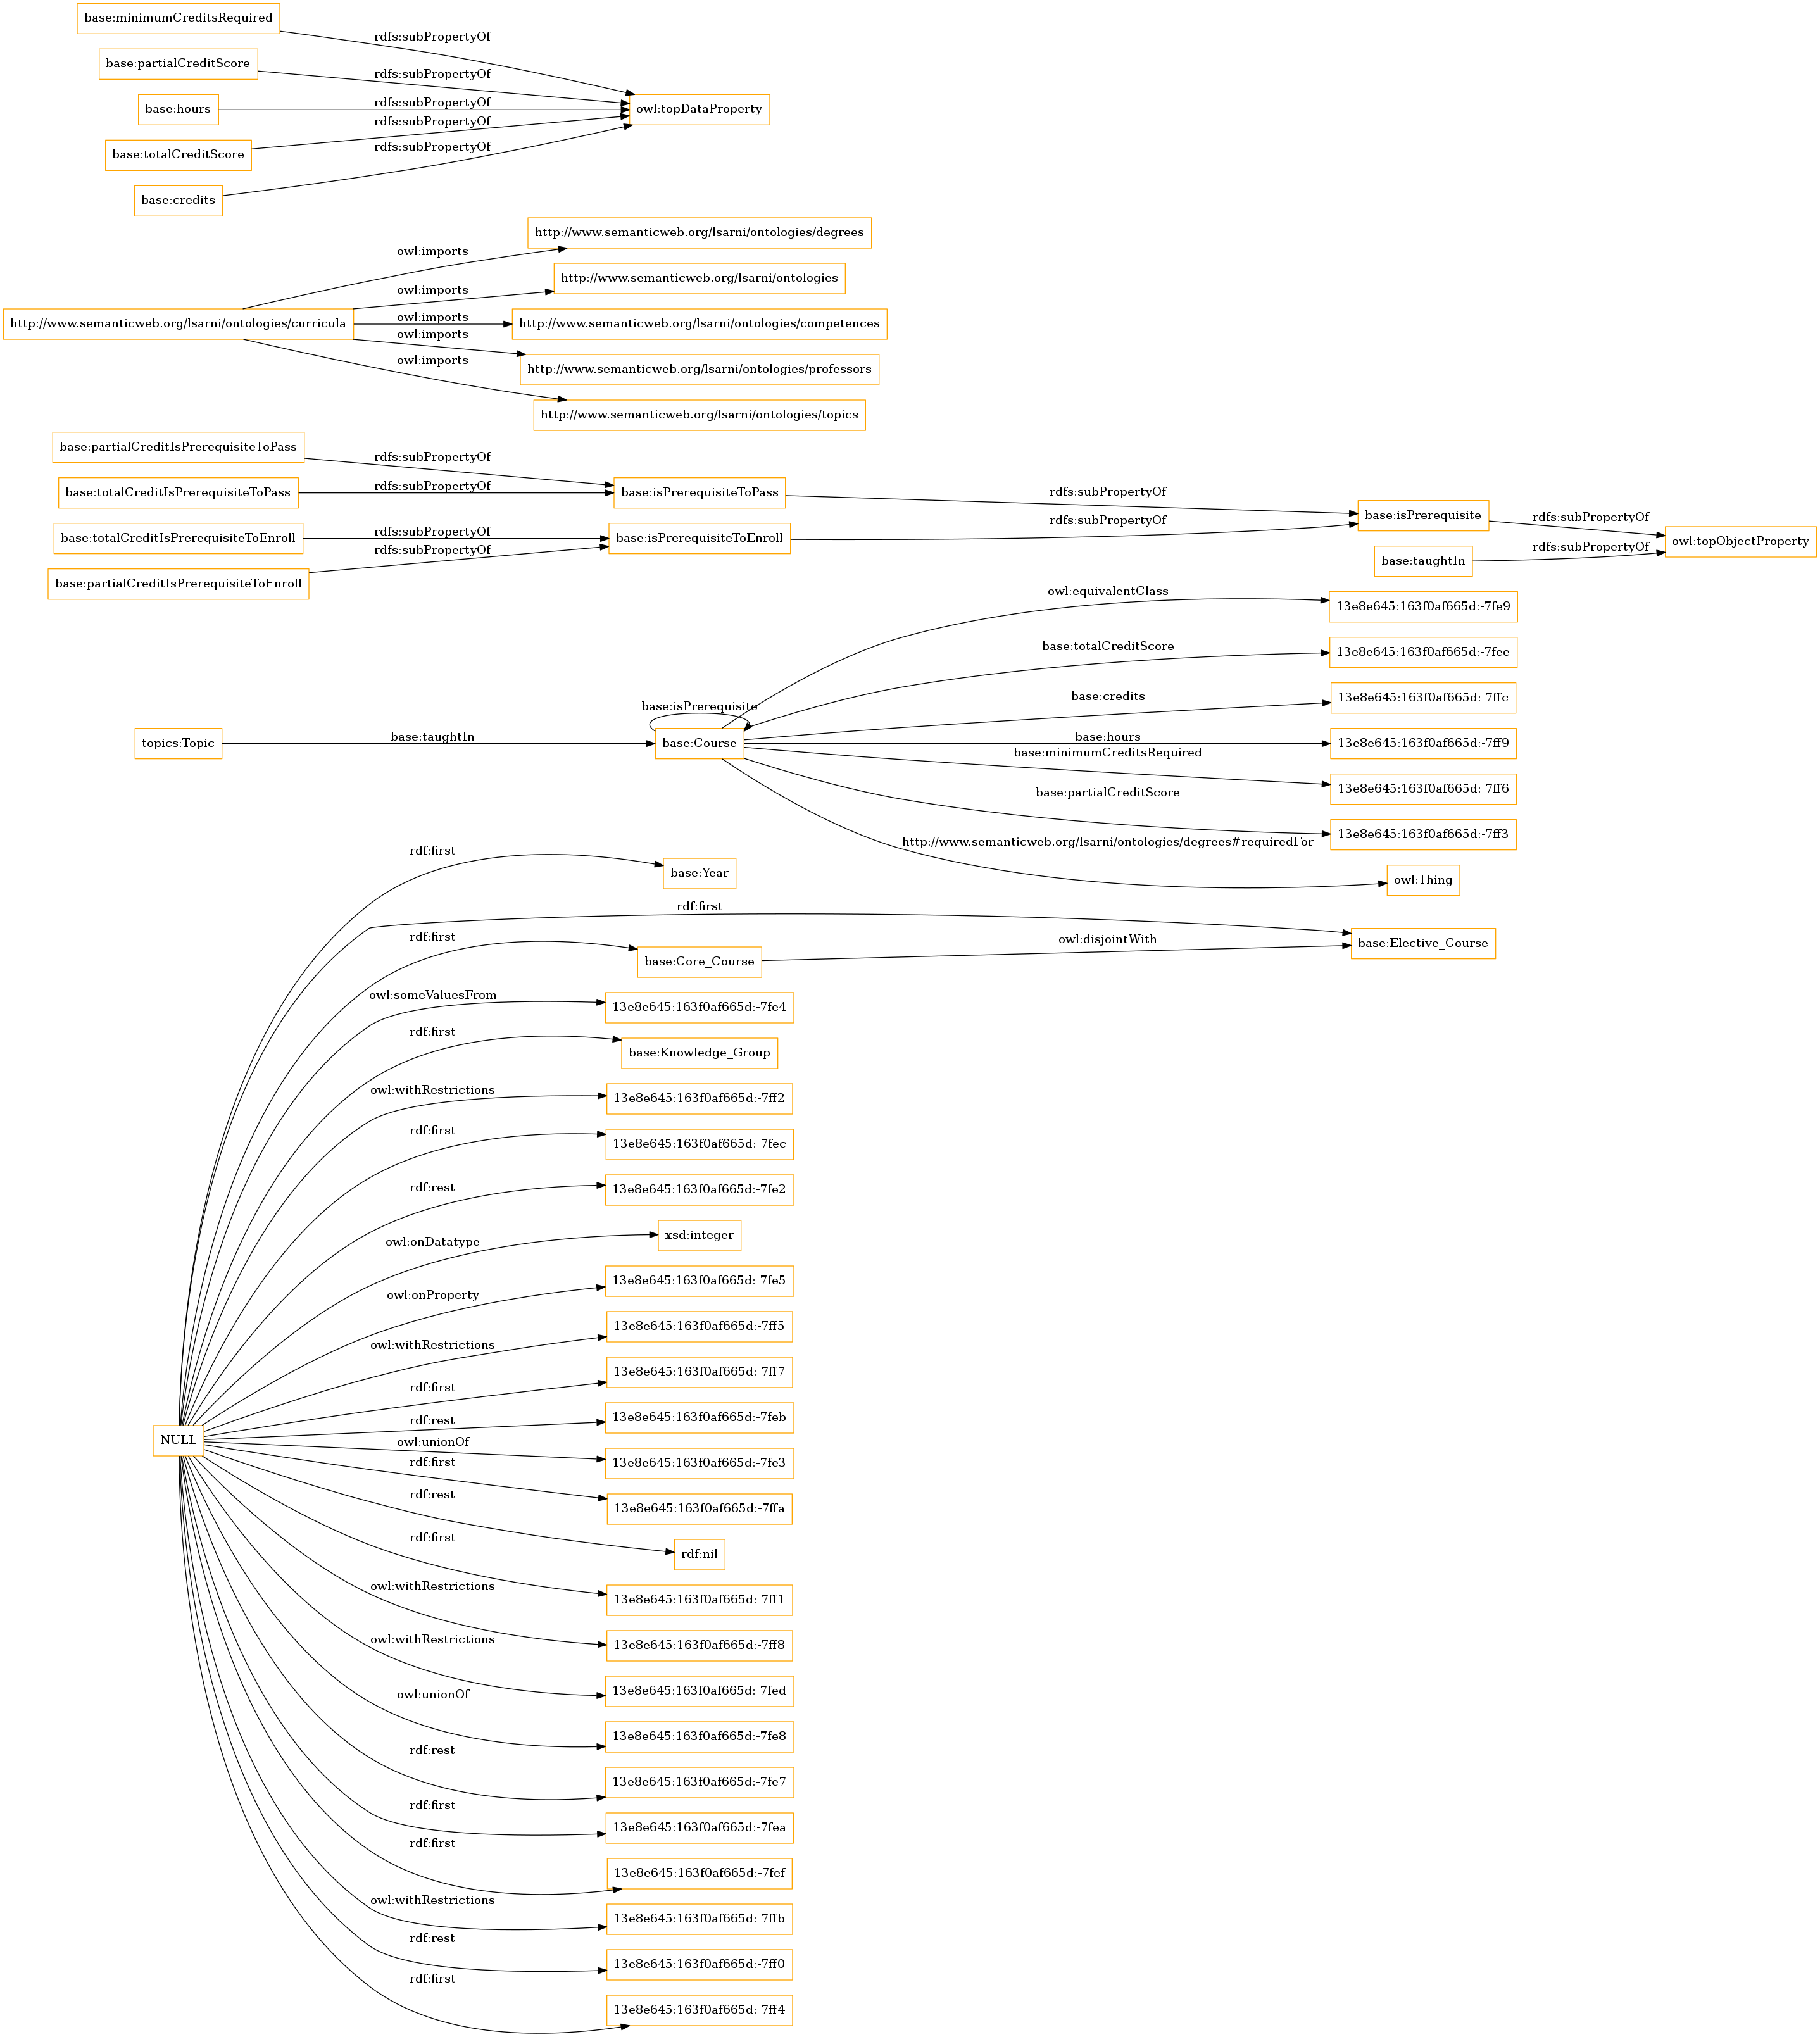 base:minimumCreditsRequired
rdfs:subPropertyOf
base:partialCreditScore
rdfs:subPropertyOf
base:hours
rdfs:subPropertyOf
owl:topDataProperty
rdfs:subPropertyOf
base:totalCreditScore
rdfs:subPropertyOf
base:credits
http://www.semanticweb.org/lsarni/ontologies/degrees
owl:imports
http://www.semanticweb.org/lsarni/ontologies
owl:imports
http://www.semanticweb.org/lsarni/ontologies/curricula
owl:imports
http://www.semanticweb.org/lsarni/ontologies/competences
owl:imports
http://www.semanticweb.org/lsarni/ontologies/professors
owl:imports
http://www.semanticweb.org/lsarni/ontologies/topics
base:partialCreditIsPrerequisiteToPass
rdfs:subPropertyOf
base:totalCreditIsPrerequisiteToPass
rdfs:subPropertyOf
base:isPrerequisiteToPass
rdfs:subPropertyOf
base:totalCreditIsPrerequisiteToEnroll
rdfs:subPropertyOf
base:isPrerequisiteToEnroll
rdfs:subPropertyOf
base:isPrerequisite
rdfs:subPropertyOf
owl:topObjectProperty
rdfs:subPropertyOf
base:partialCreditIsPrerequisiteToEnroll
base:taughtIn
rdfs:subPropertyOf
owl:equivalentClass
13e8e645:163f0af665d:-7fe9
base:totalCreditScore
13e8e645:163f0af665d:-7fee
base:credits
13e8e645:163f0af665d:-7ffc
base:isPrerequisite
topics:Topic
base:taughtIn
base:Course
base:hours
13e8e645:163f0af665d:-7ff9
base:minimumCreditsRequired
13e8e645:163f0af665d:-7ff6
base:partialCreditScore
13e8e645:163f0af665d:-7ff3
http://www.semanticweb.org/lsarni/ontologies/degrees#requiredFor
owl:Thing
rdf:first
base:Year
rdf:first
base:Elective_Course
rdf:first
base:Core_Course
owl:disjointWith
owl:someValuesFrom
13e8e645:163f0af665d:-7fe4
rdf:first
base:Knowledge_Group
owl:withRestrictions
13e8e645:163f0af665d:-7ff2
rdf:first
13e8e645:163f0af665d:-7fec
rdf:rest
13e8e645:163f0af665d:-7fe2
owl:onDatatype
xsd:integer
owl:onProperty
13e8e645:163f0af665d:-7fe5
owl:withRestrictions
13e8e645:163f0af665d:-7ff5
rdf:first
13e8e645:163f0af665d:-7ff7
rdf:rest
13e8e645:163f0af665d:-7feb
NULL
owl:unionOf
13e8e645:163f0af665d:-7fe3
rdf:first
13e8e645:163f0af665d:-7ffa
rdf:rest
rdf:nil
rdf:first
13e8e645:163f0af665d:-7ff1
owl:withRestrictions
13e8e645:163f0af665d:-7ff8
owl:withRestrictions
13e8e645:163f0af665d:-7fed
owl:unionOf
13e8e645:163f0af665d:-7fe8
rdf:rest
13e8e645:163f0af665d:-7fe7
rdf:first
13e8e645:163f0af665d:-7fea
rdf:first
13e8e645:163f0af665d:-7fef
owl:withRestrictions
13e8e645:163f0af665d:-7ffb
rdf:rest
13e8e645:163f0af665d:-7ff0
rdf:first
13e8e645:163f0af665d:-7ff4